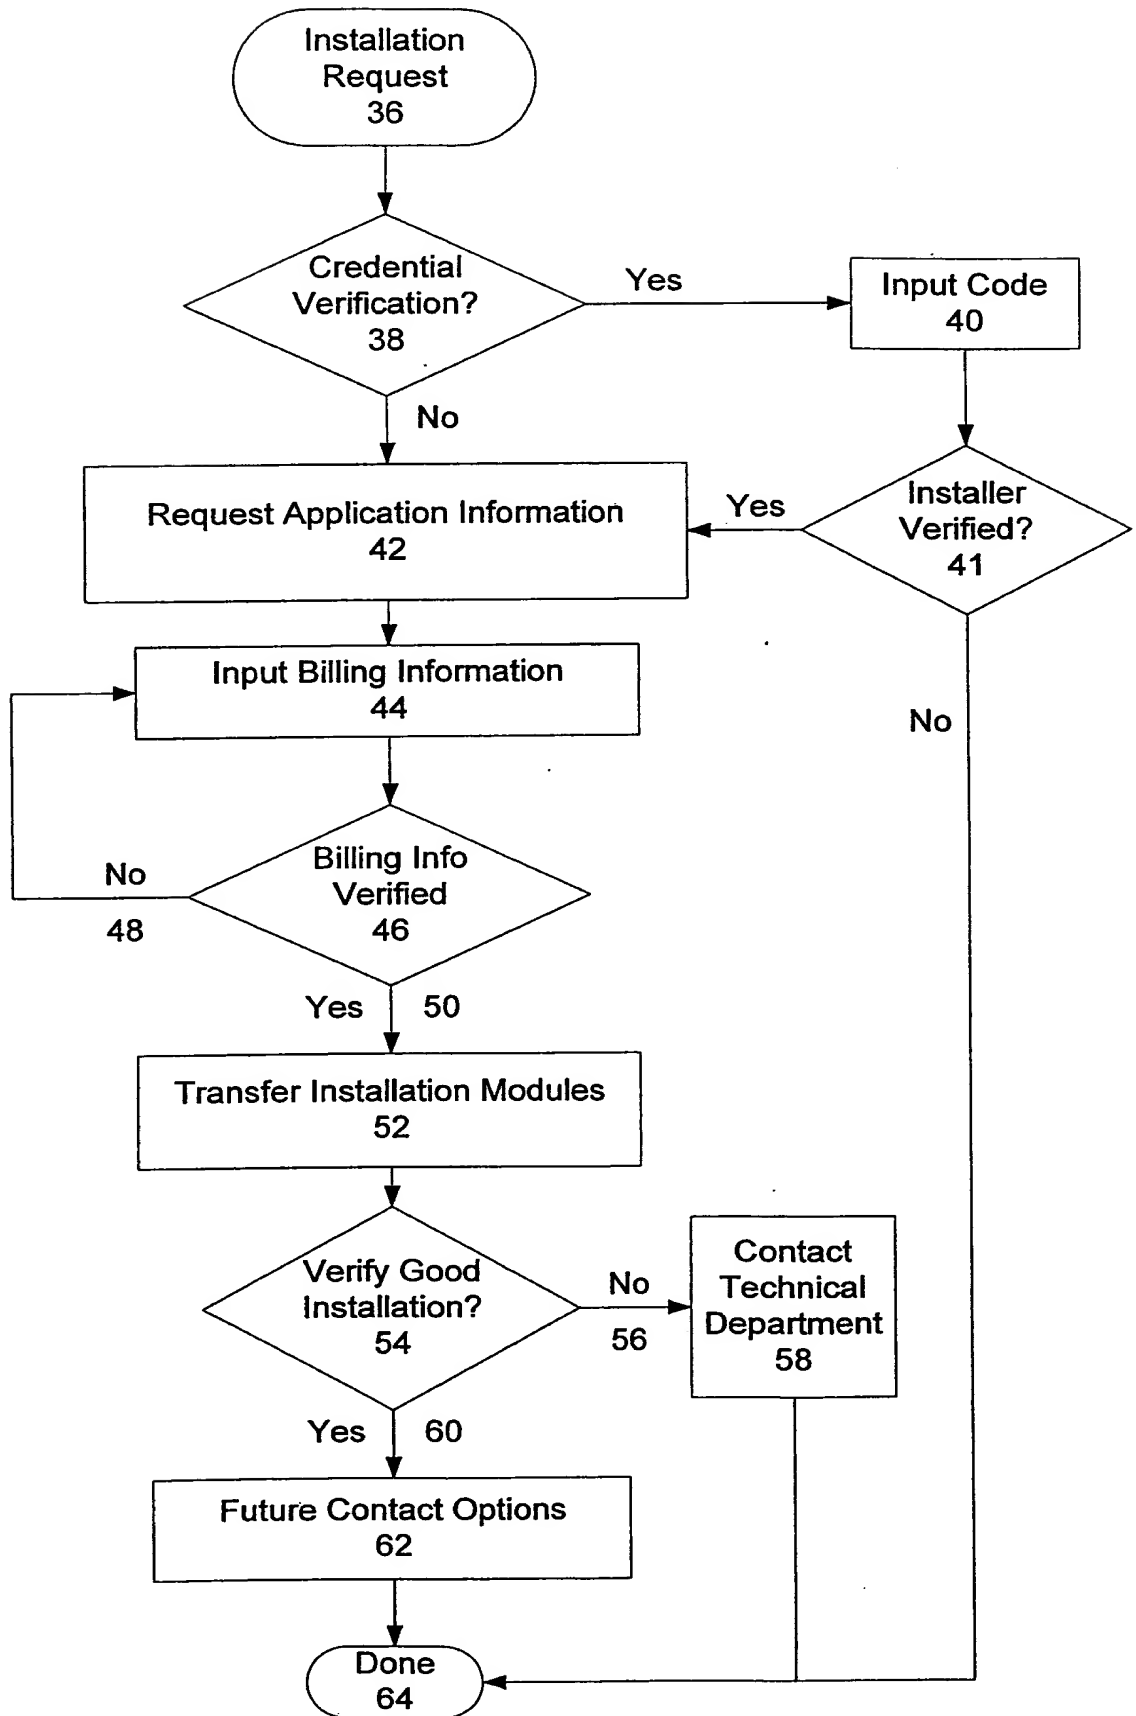 Installation
Request
36
Credential
Verification?
38
Yes
Input Code
40
No
Request Application Information
42
Yes
Installer
Verified?
41
Input Billing Information
44
No
Billing Info
Verified
46
No
48
Yes 50
Transfer Installation Modules
52
Verify Good
Installation?
54
No
56
Contact
Technical
Department
58
Yes 60
Future Contact Options
62
Done
64